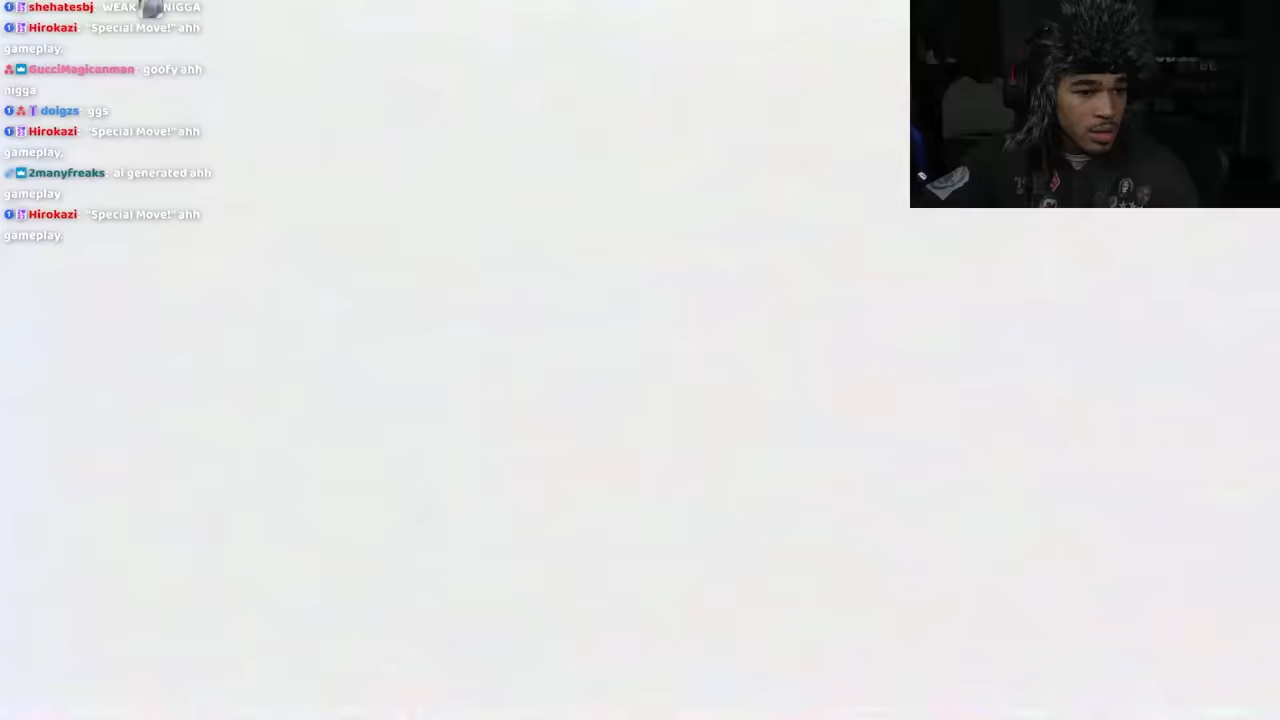 shehatesbj WEAK NIGGA
Hirokazi "Special Move!" ahh
gameplay.
GucciMagicanman goofy ahh
nigga
doigzs ggs
Hirokazi "Special Move!" ahh
gameplay,
2manyfreaks ai generated ahh
gameplay
Hirokazi "Special Move!" ahh
gameplay.